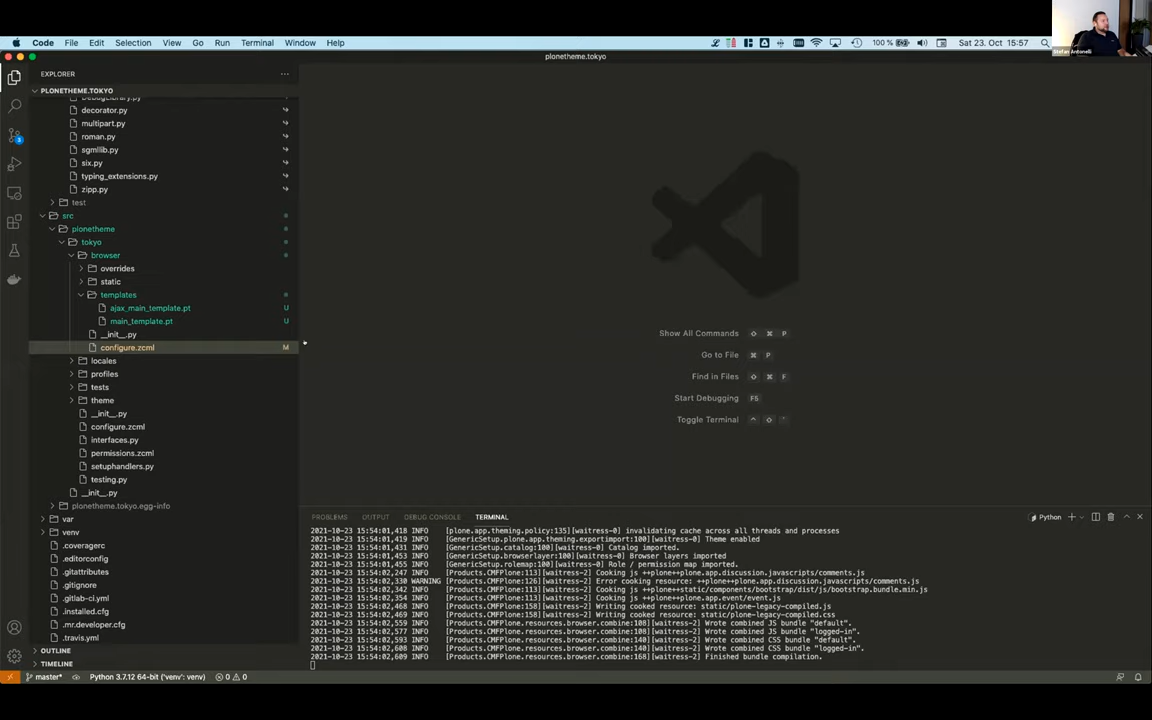 Code File Edit Selection View Go Run Terminal Window Help
100 % Sat 23. Oct 15:57
plonetheme.tokyo
Stefan Antonelli
EXPLORER
PLONETHEME.TOKYO
DebugLibrary.py
decorator.py
multipart.py
roman.py
sgmllib.py
six.py
typing_extensions.py
zipp.py
test
src
plonetheme
tokyo
browser
overrides
static
templates
ajax_main_template.pt U
main_template.pt U
__init__.py
configure.zcml M
locales
profiles
tests
theme
__init__.py
configure.zcml
interfaces.py
permissions.zcml
setuphandlers.py
testing.py
__init__.py
plonetheme.tokyo.egg-info
var
venv
.coveragerc
.editorconfig
.gitattributes
.gitignore
.gitlab-ci.yml
.installed.cfg
.mr.developer.cfg
.travis.yml
OUTLINE
TIMELINE
3
Show All Commands ⇧ ⌘ P
Go to File ⌘ P
Find in Files ⇧ ⌘ F
Start Debugging F5
Toggle Terminal
PROBLEMS OUTPUT DEBUG CONSOLE TERMINAL
Python
2021-10-23 15:54:01,418 INFO [plone.app.theming.policy:135][waitress-0] invalidating cache across all threads and processes
2021-10-23 15:54:01,419 INFO [GenericSetup.plone.app.theming.exportimport:100][waitress-0] Theme enabled
2021-10-23 15:54:01,431 INFO [GenericSetup.catalog:100][waitress-0] Catalog imported.
2021-10-23 15:54:01,453 INFO [GenericSetup.browserlayer:100][waitress-0] Browser layers imported
2021-10-23 15:54:01,455 INFO [GenericSetup.rolemap:100][waitress-0] Role / permission map imported.
2021-10-23 15:54:02,247 INFO [Products.CMFPlone:113][waitress-2] Cooking js ++plone++plone.app.discussion.javascripts/comments.js
2021-10-23 15:54:02,330 WARNING [Products.CMFPlone:126][waitress-2] Error cooking resource: ++plone++plone.app.discussion.javascripts/comments.js
2021-10-23 15:54:02,342 INFO [Products.CMFPlone:113][waitress-2] Cooking js ++plone++static/components/bootstrap/dist/js/bootstrap.bundle.min.js
2021-10-23 15:54:02,354 INFO [Products.CMFPlone:113][waitress-2] Cooking js ++plone++plone.app.event/event.js
2021-10-23 15:54:02,468 INFO [Products.CMFPlone:158][waitress-2] Writing cooked resource: static/plone-legacy-compiled.js
2021-10-23 15:54:02,469 INFO [Products.CMFPlone:158][waitress-2] Writing cooked resource: static/plone-legacy-compiled.css
2021-10-23 15:54:02,559 INFO [Products.CMFPlone.resources.browser.combine:108][waitress-2] Wrote combined JS bundle "default".
2021-10-23 15:54:02,577 INFO [Products.CMFPlone.resources.browser.combine:108][waitress-2] Wrote combined JS bundle "logged-in".
2021-10-23 15:54:02,593 INFO [Products.CMFPlone.resources.browser.combine:140][waitress-2] Wrote combined CSS bundle "default".
2021-10-23 15:54:02,608 INFO [Products.CMFPlone.resources.browser.combine:140][waitress-2] Wrote combined CSS bundle "logged-in".
2021-10-23 15:54:02,609 INFO [Products.CMFPlone.resources.browser.combine:168][waitress-2] Finished bundle compilation.
master* Python 3.7.12 64-bit ('venv': venv) 0 0